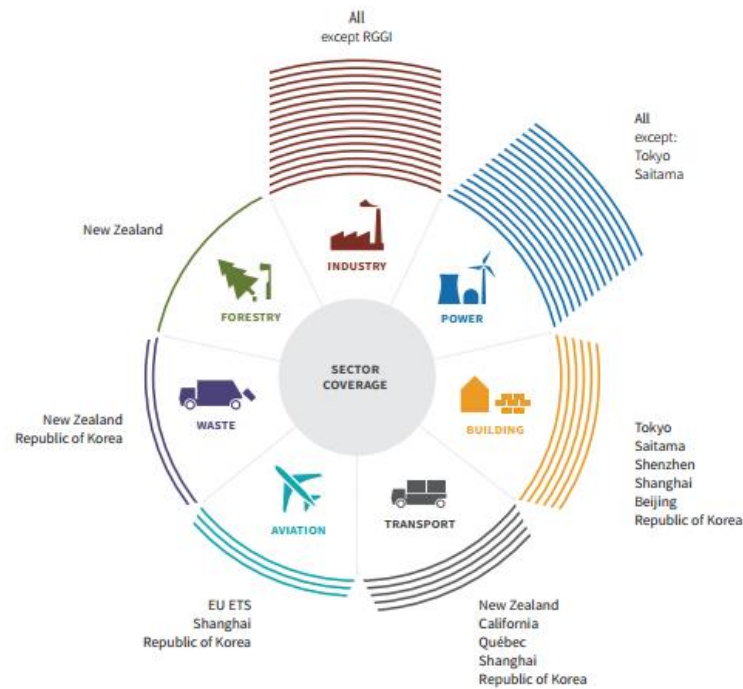 All
except RGGI
All
except:
Tokyo
Saitama
New Zealand
INDUSTRY
FORESTRY
POWER
SECTOR
COVERAGE
New Zealand
Republic of Korea
WASTE
BUILDING
Tokyo
Saitama
Shenzhen
Shanghai
Beijing
Republic of Korea
AVIATION
TRANSPORT
EU ETS
Shanghai
Republic of Korea
New Zealand
California
Québec
Shanghai
Republic of Korea